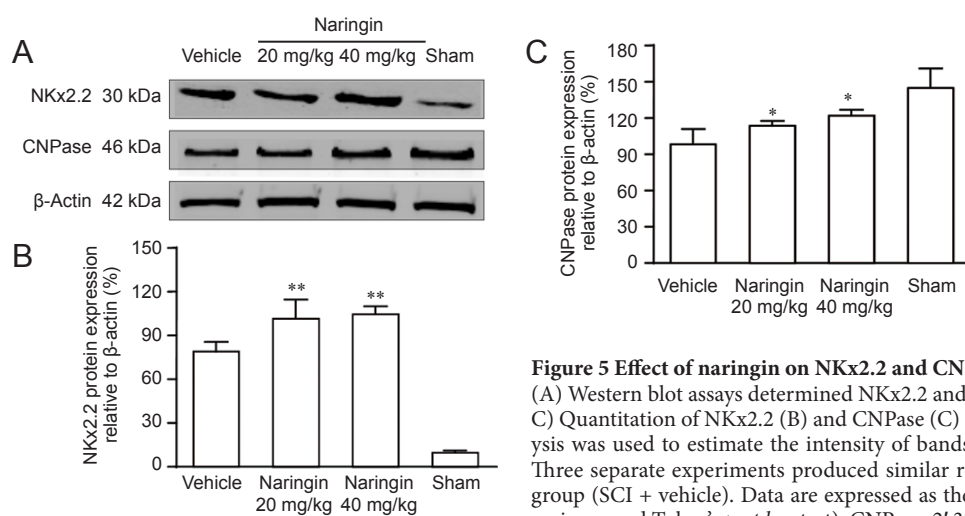 A
Naringin
Vehicle 20 mg/kg 40 mg/kg Sham
NKx2.2 30 kDa
CNPase 46 kDa
β-Actin 42 kDa
B
NKx2.2 protein expression
relative to β-actin (%)
150
120
90
60
30
0
**
**
Vehicle
Naringin
20 mg/kg
Naringin
40 mg/kg
Sham
C
CNPase protein expression
relative to β-actin (%)
180
150
120
90
60
30
0
*
*
Vehicle
Naringin
20 mg/kg
Naringin
40 mg/kg
Sham
Figure 5 Effect of naringin on NKx2.2 and CN
(A) Western blot assays determined NKx2.2 and
C) Quantitation of NKx2.2 (B) and CNPase (C)
ysis was used to estimate the intensity of bands
Three separate experiments produced similar r
group (SCI + vehicle). Data are expressed as the